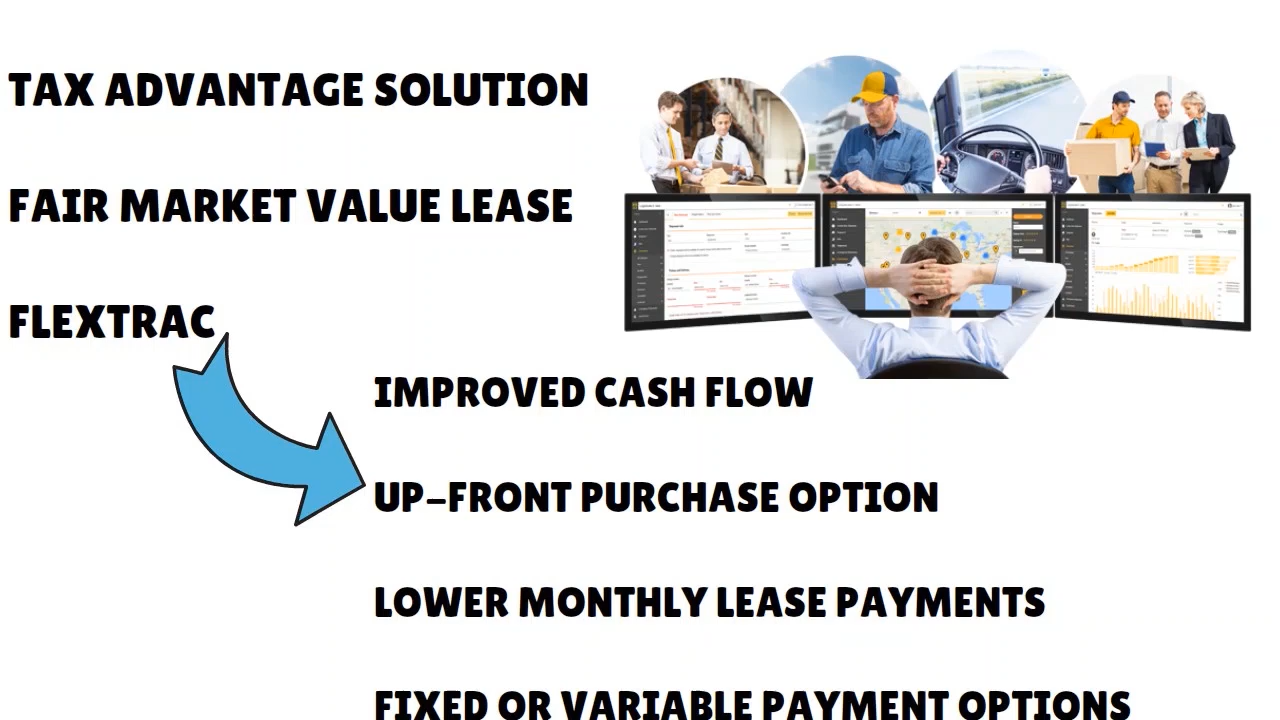 TAX ADVANTAGE SOLUTION
FAIR MARKET VALUE LEASE
FLEXTRAC
IMPROVED CASH FLOW
UP-FRONT PURCHASE OPTION
LOWER MONTHLY LEASE PAYMENTS
FIXED OR VARIABLE PAYMENT OPTIONS